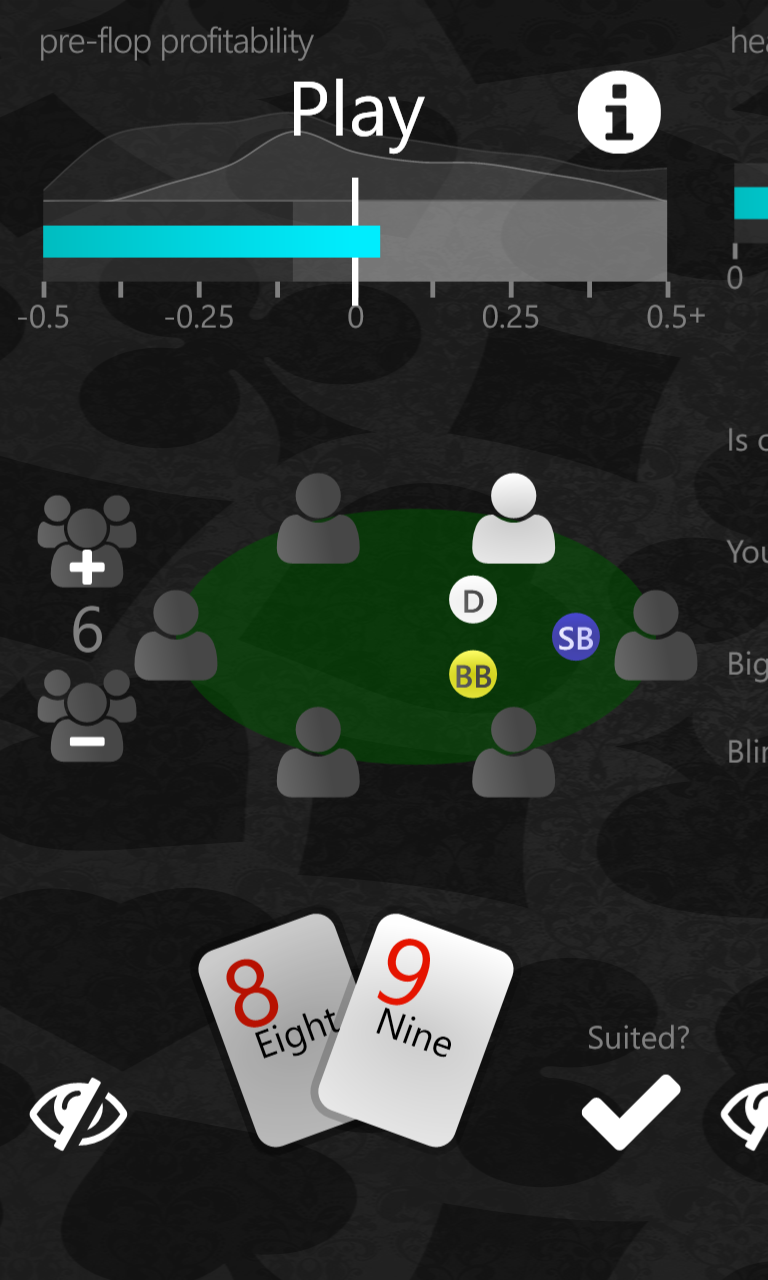 pre-flop profitability
Play
i
-0.5 -0.25 0 0.25 0.5+
0
6
D
SB
BB
8
Eight
9
Nine
Suited?